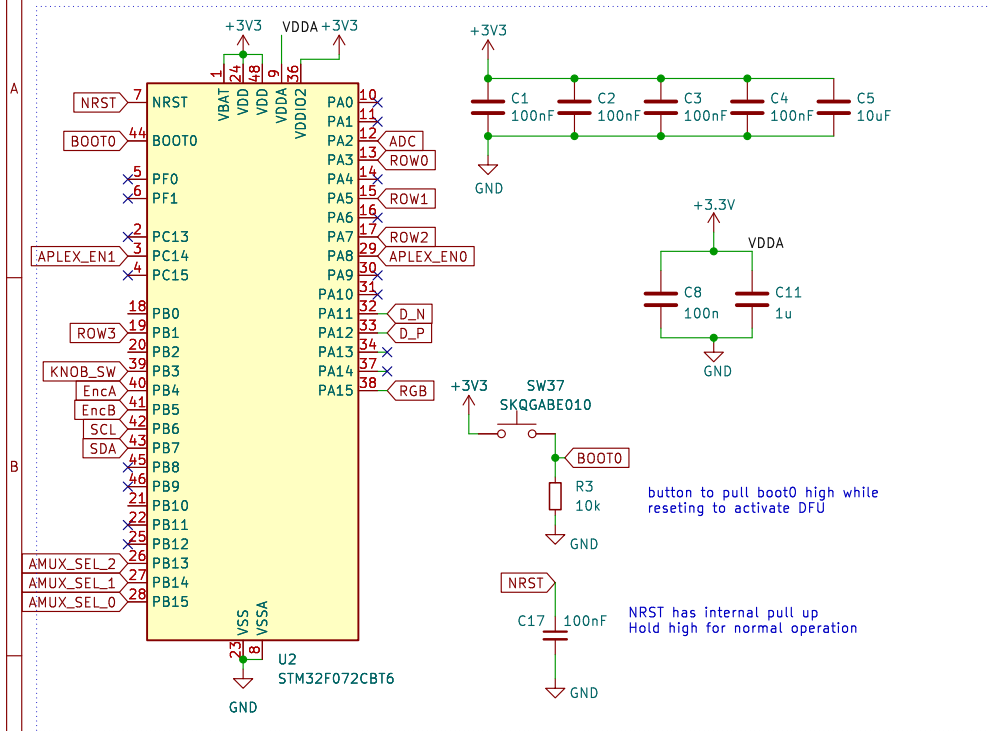 A
B
+3V3
VDDA
+3V3
1
24
48
9
36
VBAT
VDD
VDD
VDDA
VDDIO2
NRST 7 NRST
BOOT0 44 BOOT0
5 PF0
6 PF1
2 PC13
APLEX_EN1 3 PC14
4 PC15
18 PB0
ROW3 19 PB1
20 PB2
KNOB_SW 39 PB3
EncA 40 PB4
EncB 41 PB5
SCL 42 PB6
SDA 43 PB7
45 PB8
46 PB9
21 PB10
22 PB11
25 PB12
AMUX_SEL_2 26 PB13
AMUX_SEL_1 27 PB14
AMUX_SEL_0 28 PB15
PA0 10
PA1 11
PA2 12 ADC
PA3 13 ROW0
PA4 14
PA5 15 ROW1
PA6 16
PA7 17 ROW2
PA8 29 APLEX_EN0
PA9 30
PA10 31
PA11 32 D_N
PA12 33 D_P
PA13 34
PA14 37
PA15 38 RGB
VSS
VSSA
23
8
U2
STM32F072CBT6
GND
+3V3
C1
100nF
C2
100nF
C3
100nF
C4
100nF
C5
10uF
GND
+3.3V
VDDA
C8
100n
C11
1u
GND
+3V3
SW37
SKQGABE010
BOOT0
R3
10k
GND
button to pull boot0 high while
reseting to activate DFU
NRST
C17 100nF
GND
NRST has internal pull up
Hold high for normal operation